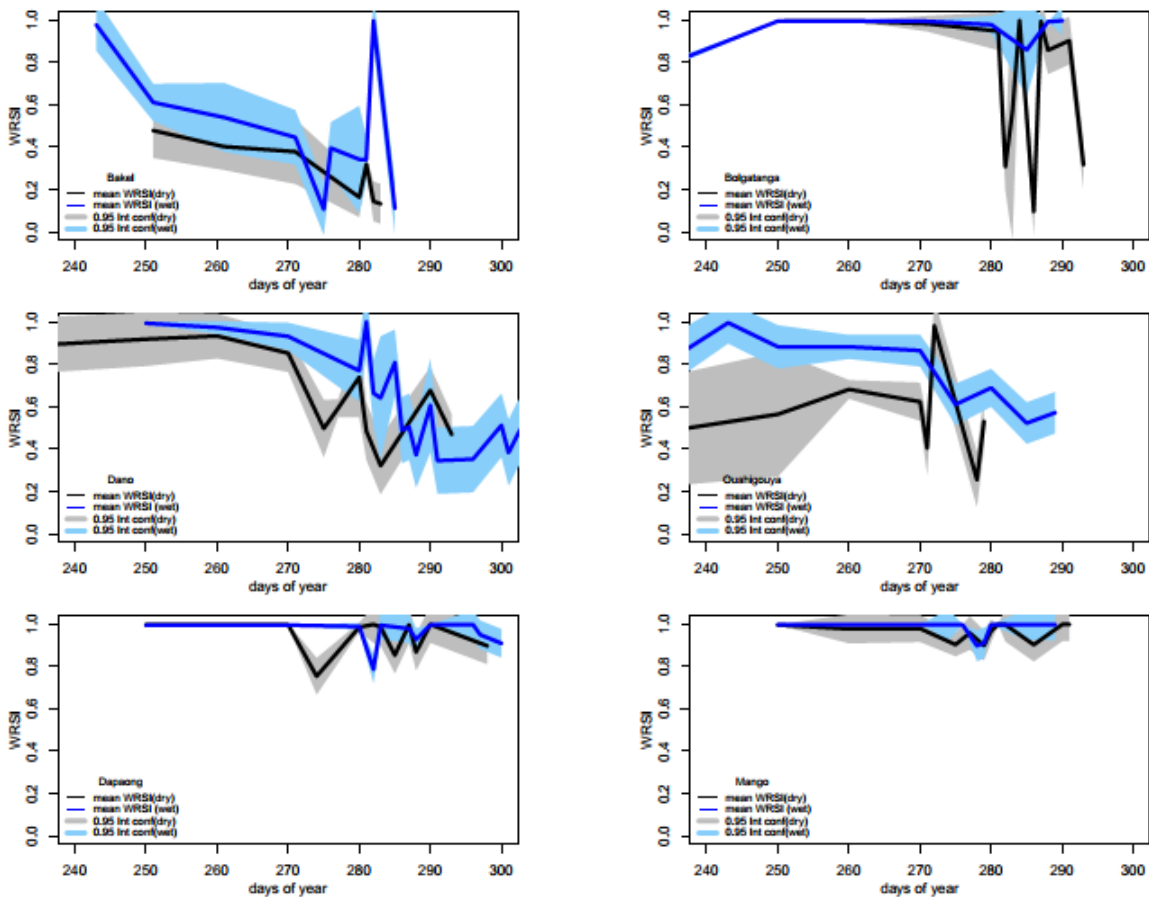 WRSI
1.0
0.8
0.6
0.4
0.2
0.0
Bakel
mean WRSI(dry)
mean WRSI (wet)
0.95 Int conf(dry)
0.95 Int conf(wet)
240 250 260 270 280 290 300
days of year
WRSI
1.0
0.8
0.6
0.4
0.2
0.0
Bolgatanga
mean WRSI(dry)
mean WRSI (wet)
0.95 Int conf(dry)
0.95 Int conf(wet)
240 250 260 270 280 290 300
days of year
WRSI
1.0
0.8
0.6
0.4
0.2
0.0
Dano
mean WRSI(dry)
mean WRSI (wet)
0.95 Int conf(dry)
0.95 Int conf(wet)
240 250 260 270 280 290 300
days of year
WRSI
1.0
0.8
0.6
0.4
0.2
0.0
Ouahigouya
mean WRSI(dry)
mean WRSI (wet)
0.95 Int conf(dry)
0.95 Int conf(wet)
240 250 260 270 280 290 300
days of year
WRSI
1.0
0.8
0.6
0.4
0.2
0.0
Dapaong
mean WRSI(dry)
mean WRSI (wet)
0.95 Int conf(dry)
0.95 Int conf(wet)
240 250 260 270 280 290 300
days of year
WRSI
1.0
0.8
0.6
0.4
0.2
0.0
Mango
mean WRSI(dry)
mean WRSI (wet)
0.95 Int conf(dry)
0.95 Int conf(wet)
240 250 260 270 280 290 300
days of year